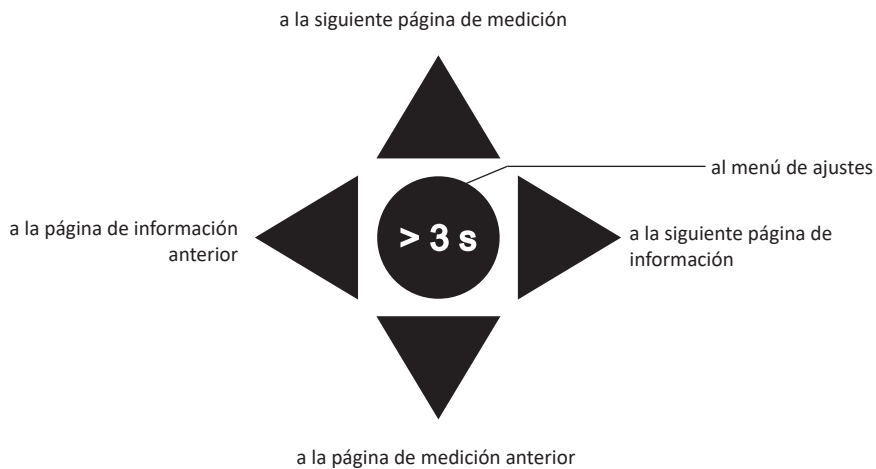 a la siguiente página de medición
al menú de ajustes
a la página de información
anterior
> 3 s
a la siguiente página de
información
a la página de medición anterior